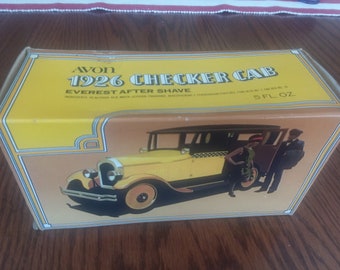 AVON
1926 CHECKER CAB
EVEREST AFTER SHAVE
5 FL. OZ.